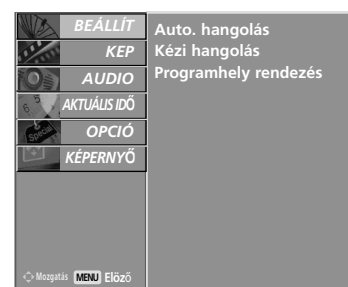 BEÁLLÍT
KEP
AUDIO
AKTUÁLIS IDŐ
OPCIÓ
KÉPERNYŐ
Auto. hangolás
Kézi hangolás
Programhely rendezés
Mozgatás MENU Előző